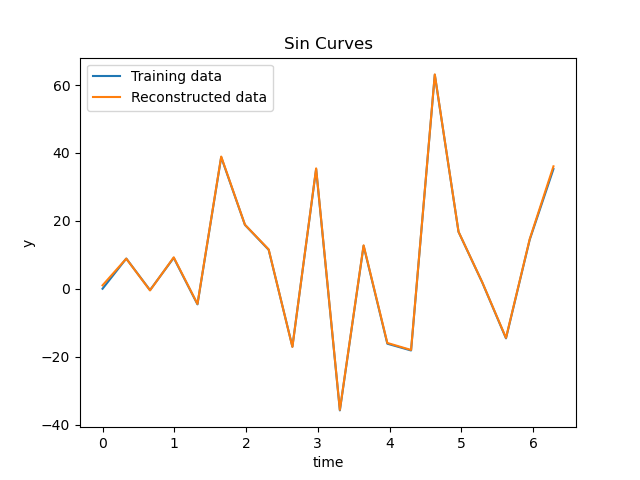 Sin Curves
Training data
Reconstructed data
60
40
20
0
−20
−40
y
0 1 2 3 4 5 6
time